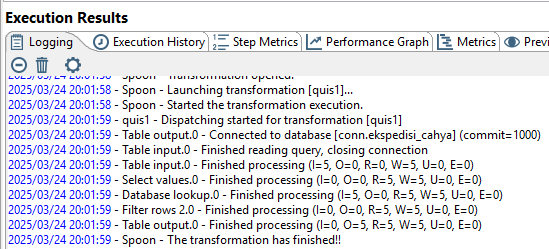 Execution Results
Logging Execution History Step Metrics Performance Graph Metrics Previ
2025/03/24 20:01:58 - Spoon - Transformation opened.
2025/03/24 20:01:58 - Spoon - Launching transformation [quis1]...
2025/03/24 20:01:58 - Spoon - Started the transformation execution.
2025/03/24 20:01:59 - quis1 - Dispatching started for transformation [quis1]
2025/03/24 20:01:59 - Table output.0 - Connected to database [conn.ekspedisi_cahya] (commit=1000)
2025/03/24 20:01:59 - Table input.0 - Finished reading query, closing connection
2025/03/24 20:01:59 - Table input.0 - Finished processing (I=5, O=0, R=0, W=5, U=0, E=0)
2025/03/24 20:01:59 - Select values.0 - Finished processing (I=0, O=0, R=5, W=5, U=0, E=0)
2025/03/24 20:01:59 - Database lookup.0 - Finished processing (I=5, O=0, R=5, W=5, U=0, E=0)
2025/03/24 20:01:59 - Filter rows 2.0 - Finished processing (I=0, O=0, R=5, W=5, U=0, E=0)
2025/03/24 20:01:59 - Table output.0 - Finished processing (I=0, O=5, R=5, W=5, U=0, E=0)
2025/03/24 20:01:59 - Spoon - The transformation has finished!!